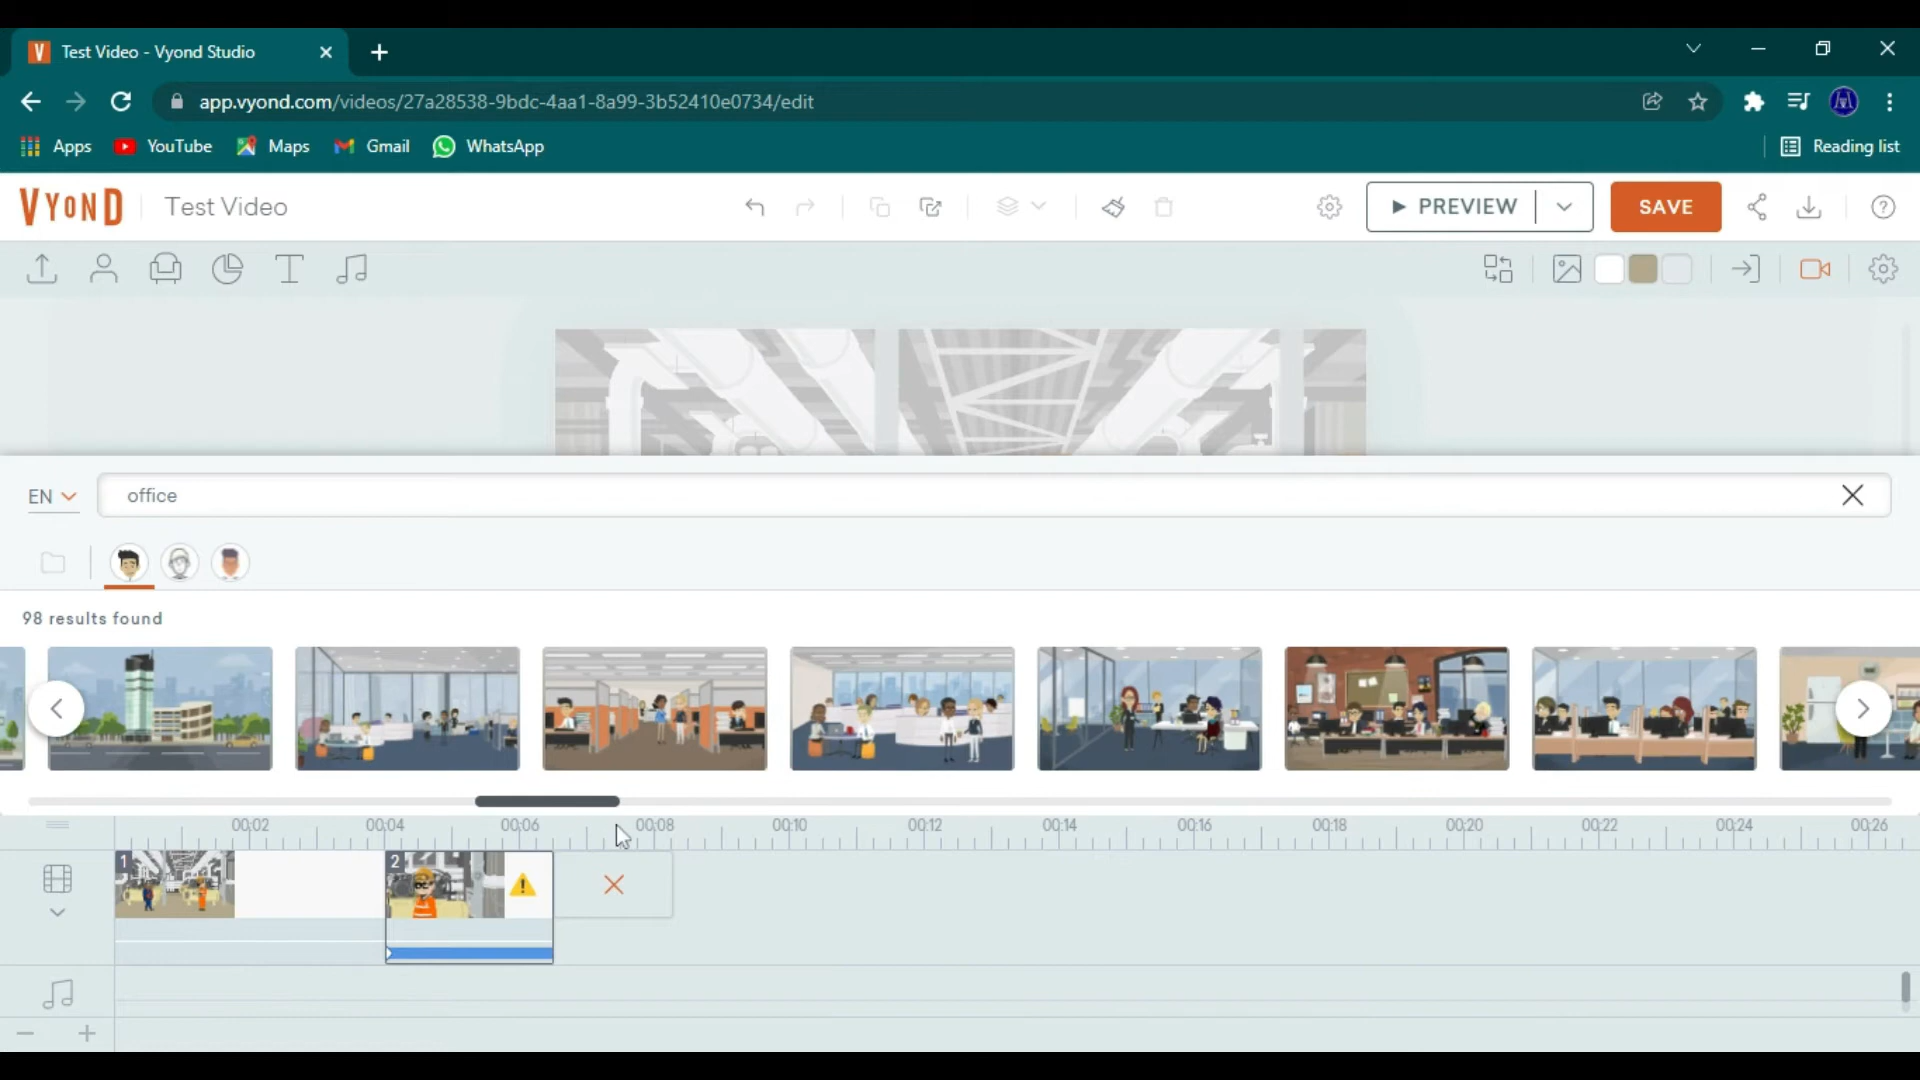 V Test Video - Vyond Studio
app.vyond.com/videos/27a28538-9bdc-4aa1-8a99-3b52410e0734/edit
Apps YouTube Maps Gmail WhatsApp Reading list
VYOND Test Video PREVIEW SAVE
EN office
98 results found
00:02 00:04 00:06 00:08 00:10 00:12 00:14 00:16 00:18 00:20 00:22 00:24 00:26
1 2